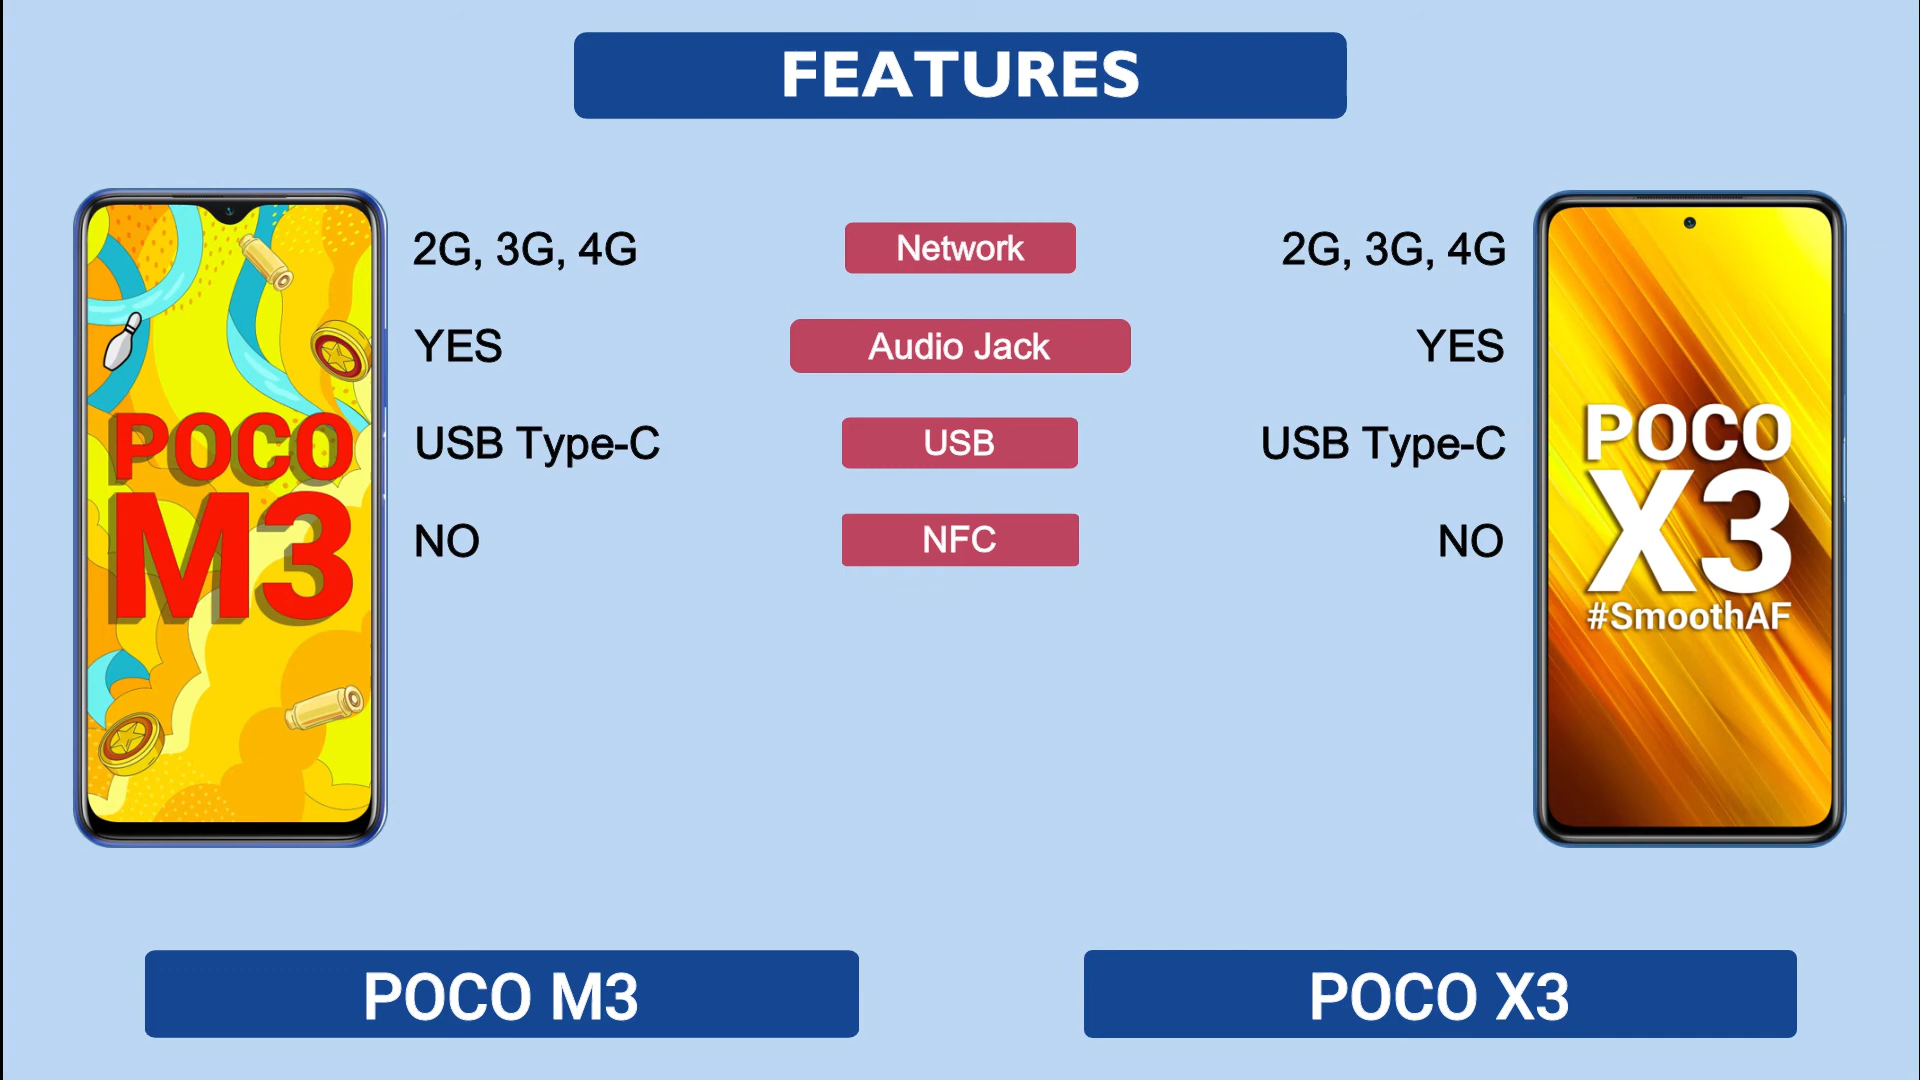 FEATURES
2G, 3G, 4G Network 2G, 3G, 4G
YES Audio Jack YES
USB Type-C USB USB Type-C
NO NFC NO
POCO
M3
POCO
X3
#SmoothAF
POCO M3 POCO X3